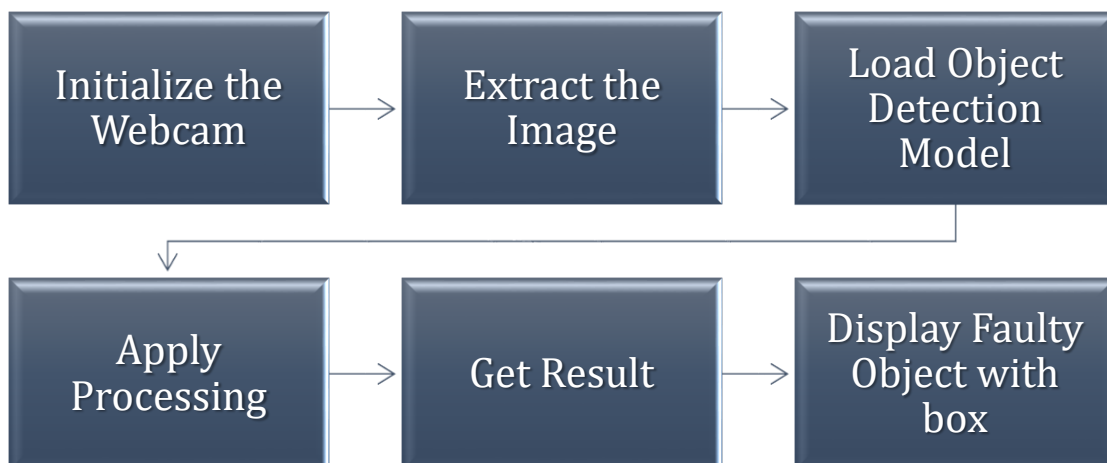 Initialize the
Webcam
Extract the
Image
Load Object
Detection
Model
Apply
Processing
Get Result
Display Faulty
Object with
box